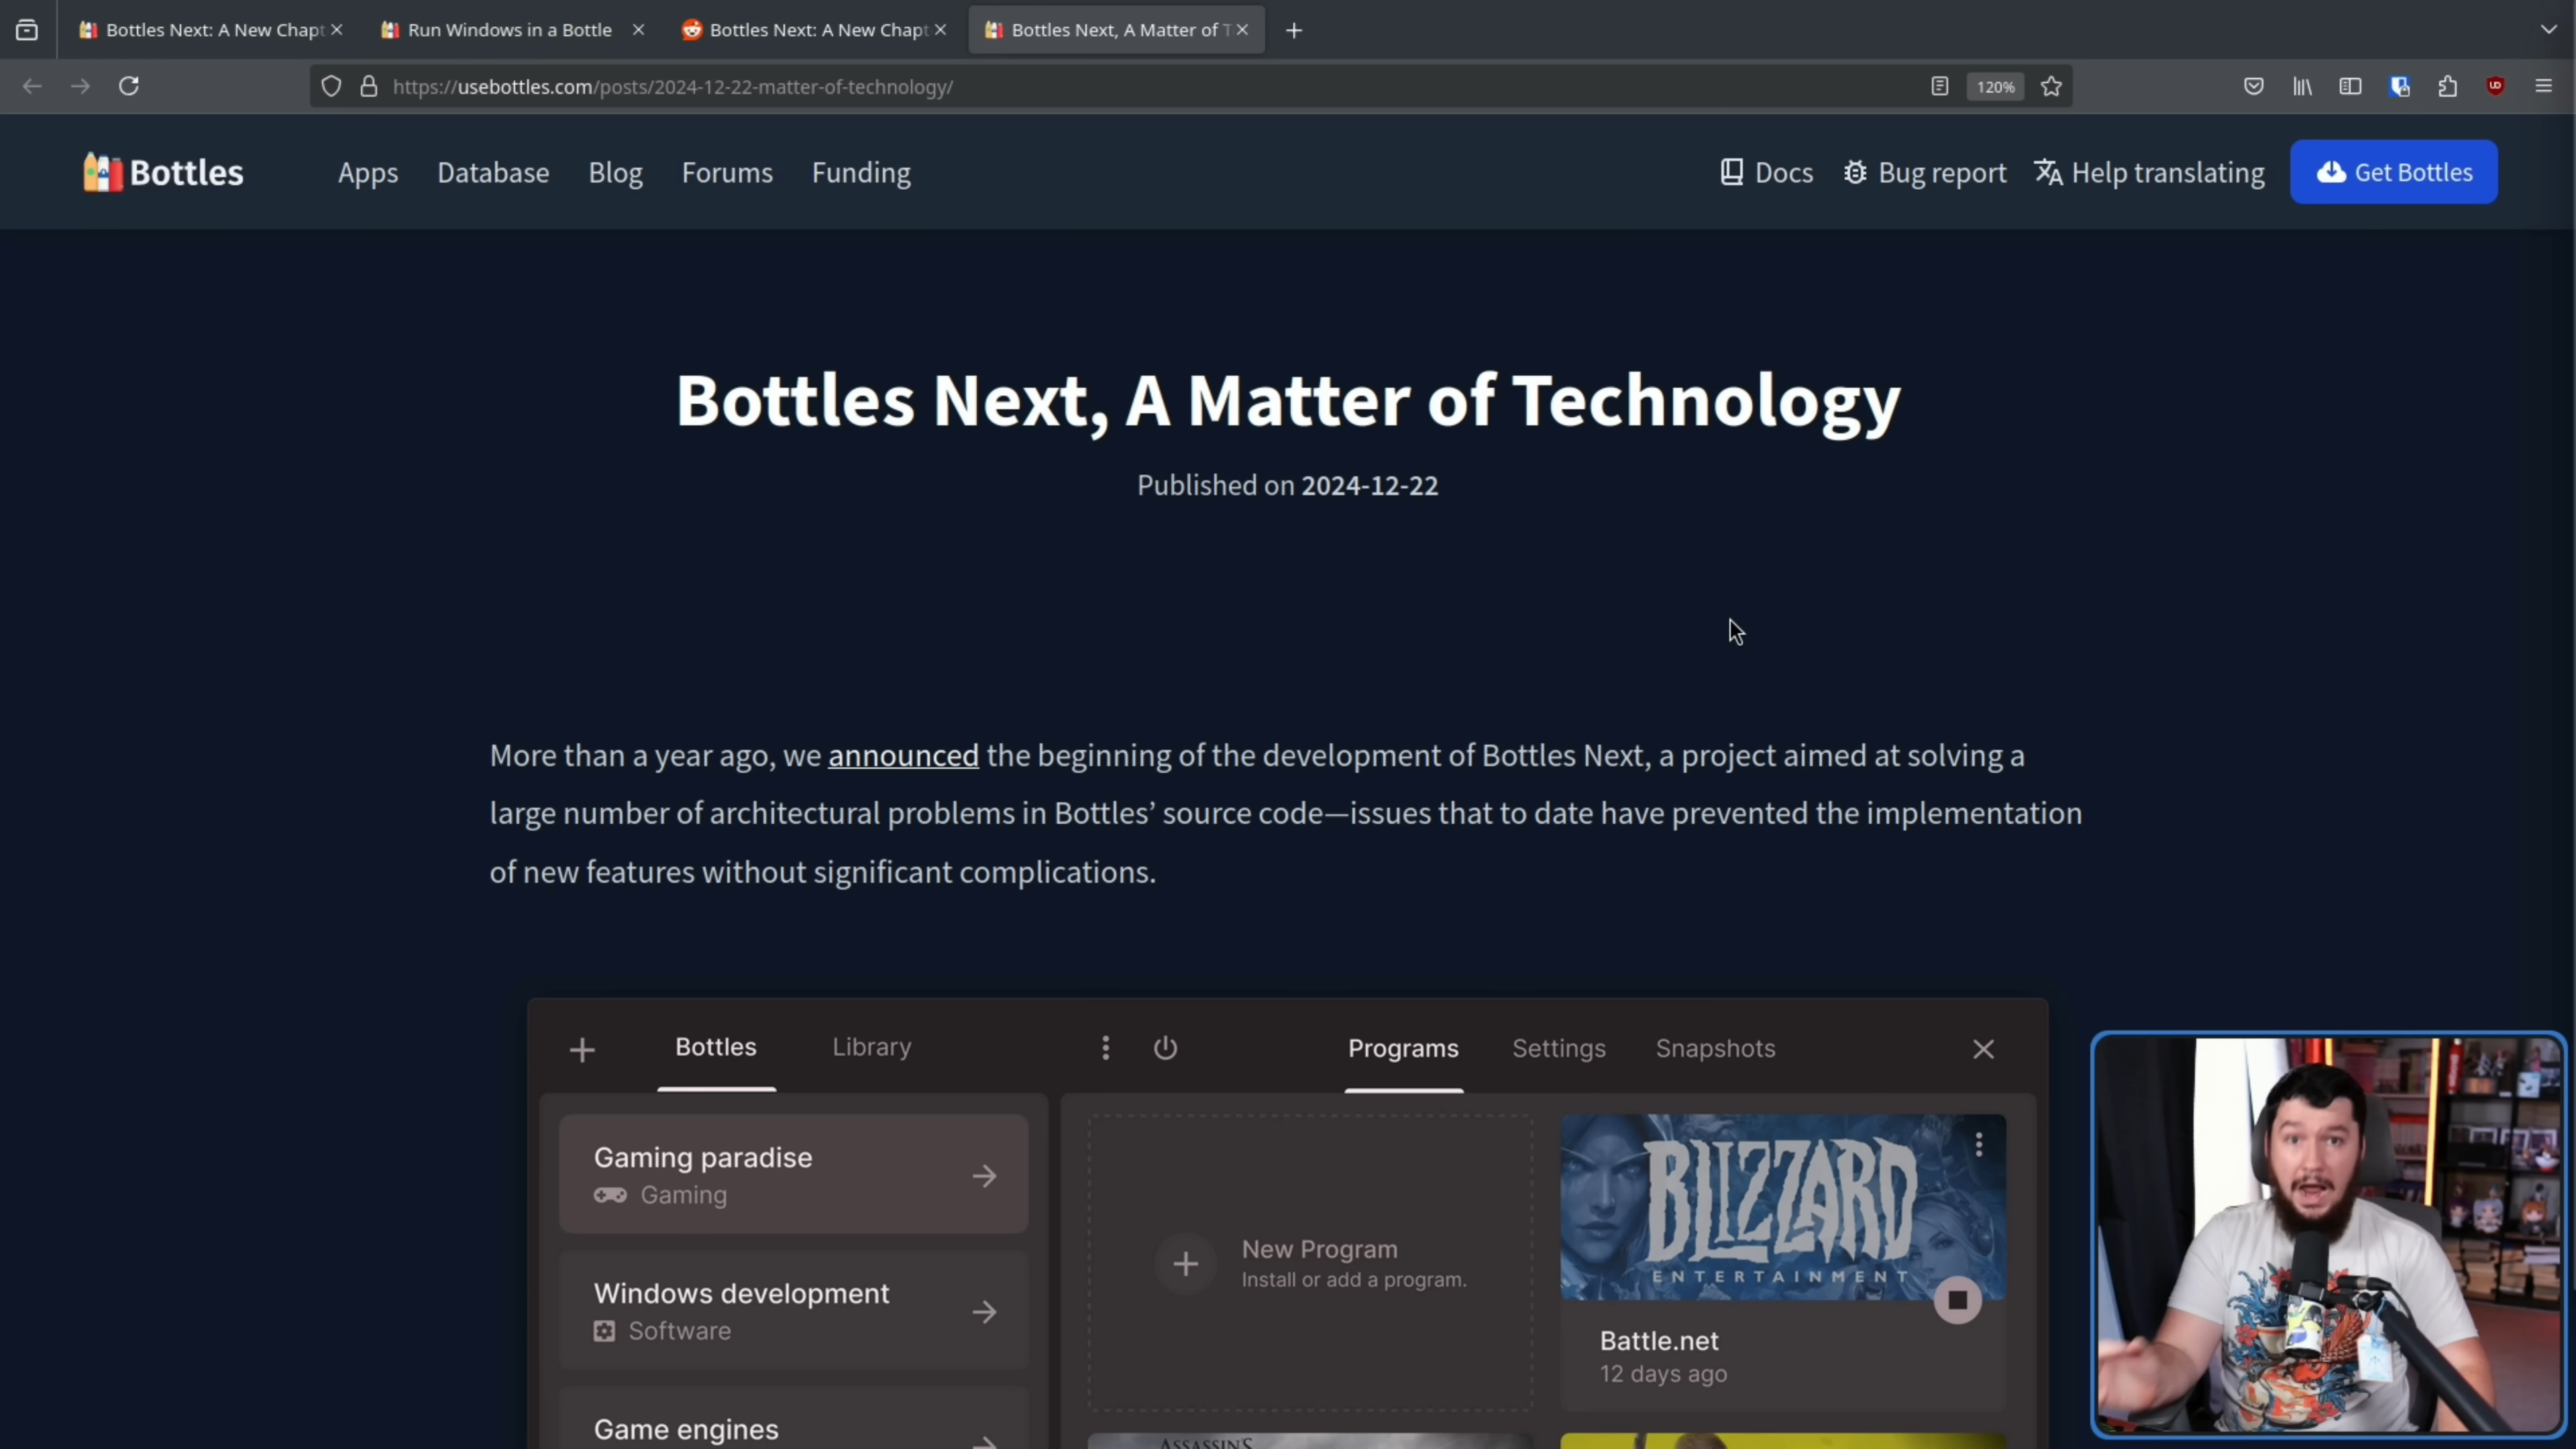 Bottles Next: A New Chapt
Run Windows in a Bottle
Bottles Next: A New Chapt
Bottles Next, A Matter of T
https://usebottles.com/posts/2024-12-22-matter-of-technology/
120%
Bottles
Apps
Database
Blog
Forums
Funding
Docs
Bug report
Help translating
Get Bottles
Bottles Next, A Matter of Technology
Published on 2024-12-22
More than a year ago, we announced the beginning of the development of Bottles Next, a project aimed at solving a
large number of architectural problems in Bottles’ source code—issues that to date have prevented the implementation
of new features without significant complications.
Bottles
Library
Programs
Settings
Snapshots
Gaming paradise
Gaming
Windows development
Software
Game engines
New Program
Install or add a program.
BLIZZARD
ENTERTAINMENT
Battle.net
12 days ago
ASSASSIN'S